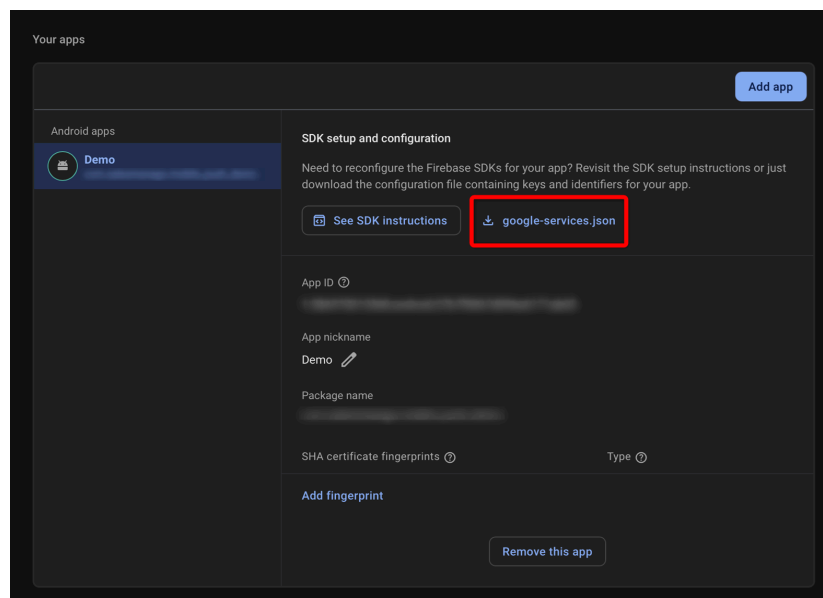 Your apps
Add app
Android apps
Demo
SDK setup and configuration
Need to reconfigure the Firebase SDKs for your app? Revisit the SDK setup instructions or just
download the configuration file containing keys and identifiers for your app.
See SDK instructions
google-services.json
App ID
App nickname
Demo
Package name
SHA certificate fingerprints
Type
Add fingerprint
Remove this app